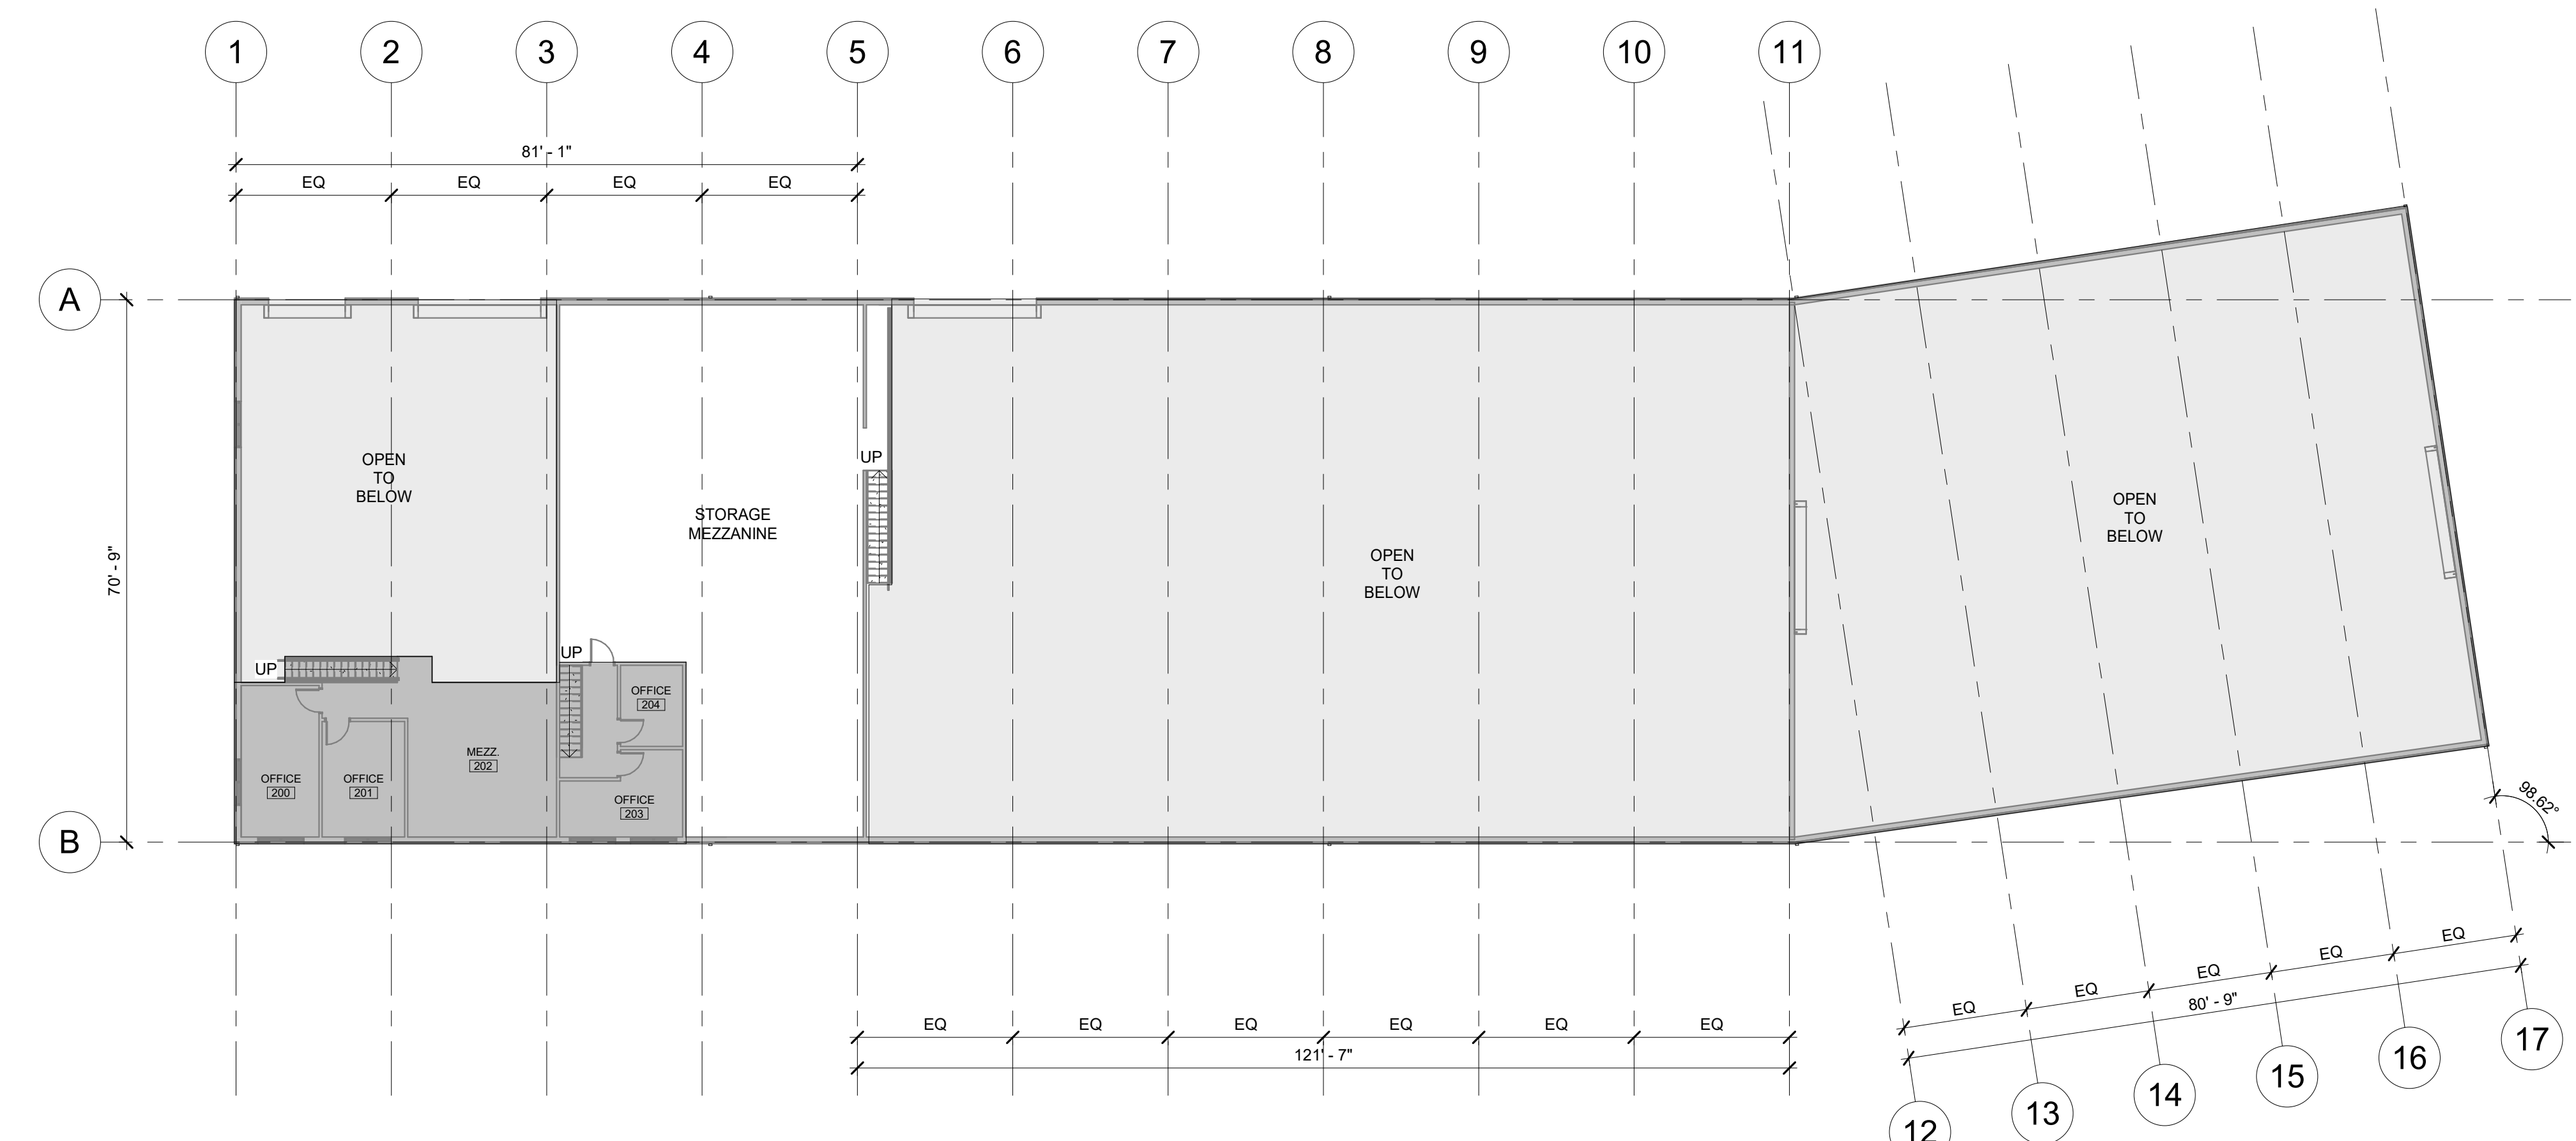 1
2
3
4
5
6
7
8
9
10
11
81' - 1"
EQ
EQ
EQ
EQ
A
OPEN
TO
BELOW
UP
STORAGE
MEZZANINE
OPEN
TO
BELOW
OPEN
TO
BELOW
70' - 9"
UP
UP
OFFICE
204
MEZZ.
202
OFFICE
200
OFFICE
201
OFFICE
203
B
98.62°
EQ
EQ
EQ
EQ
EQ
EQ
121' - 7"
EQ
EQ
EQ
EQ
EQ
80' - 9"
12
13
14
15
16
17